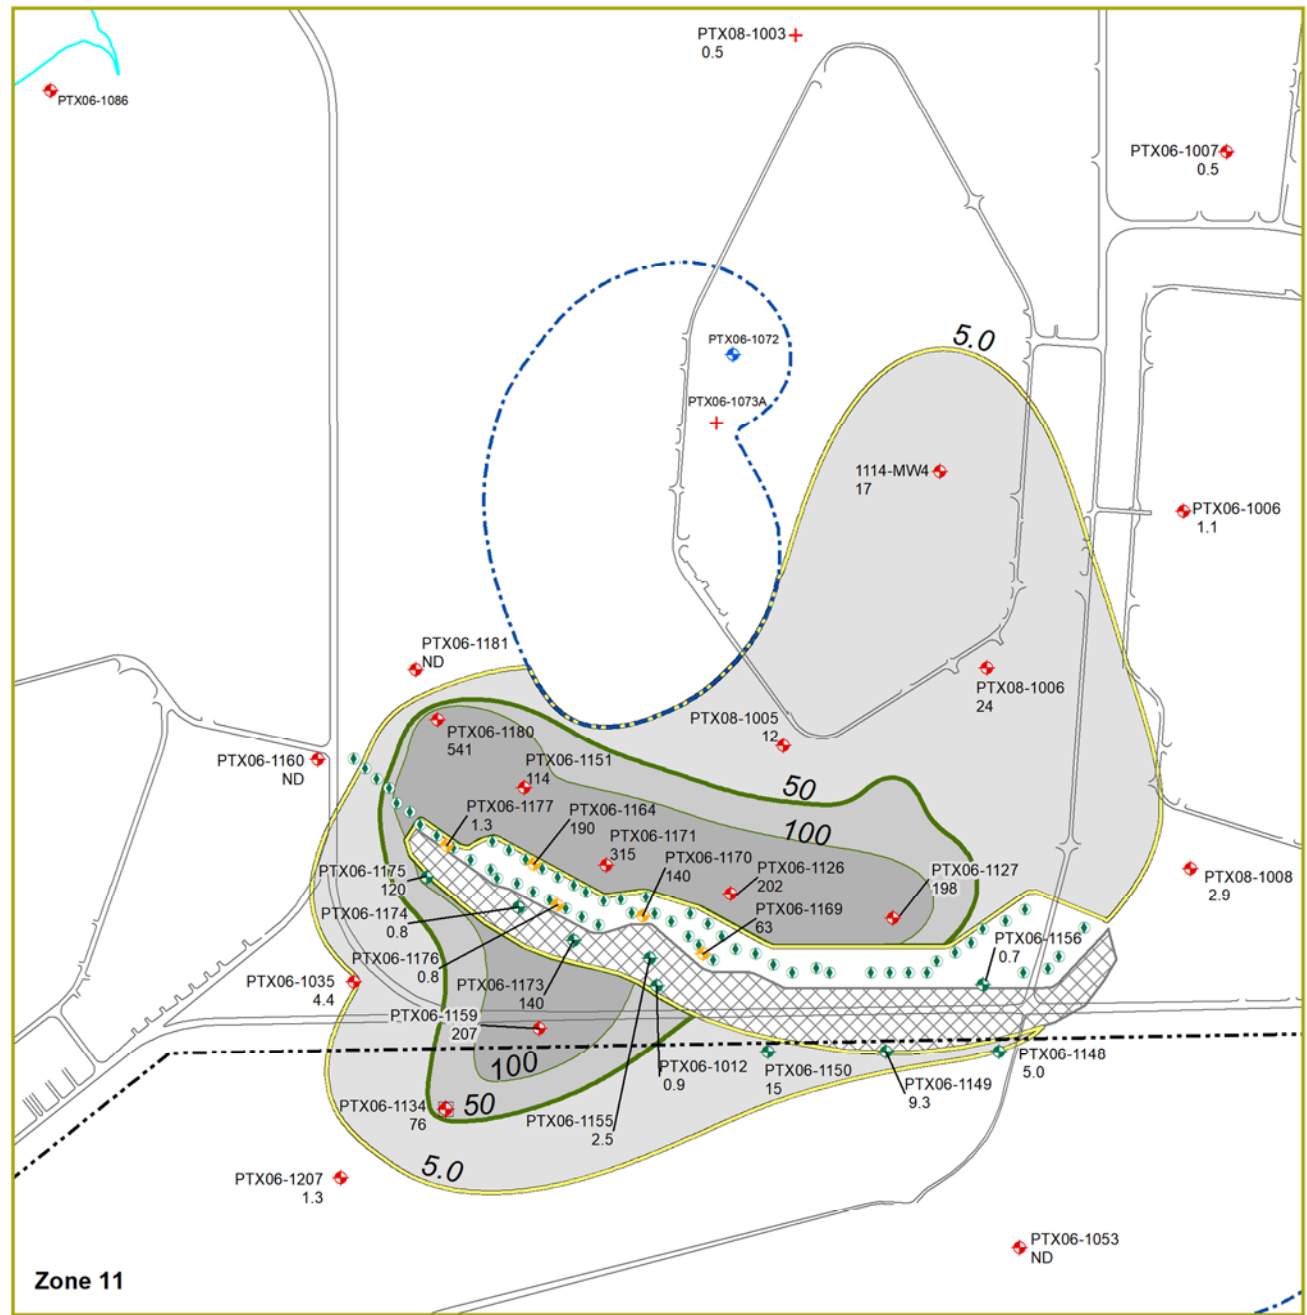 PTX08-1003
0.5
PTX06-1086
PTX06-1007
0.5
PTX06-1072
5.0
PTX06-1073A
1114-MW4
17
PTX06-1006
1.1
PTX06-1181
ND
PTX08-1006
24
PTX08-1005
12
PTX06-1180
541
PTX06-1160
ND
PTX06-1151
114
50
PTX06-1177
1.3
PTX06-1164
190
100
PTX06-1171
315
PTX06-1170
140
PTX06-1126
202
PTX06-1127
198
PTX08-1008
2.9
PTX06-1175
120
PTX06-1169
63
PTX06-1174
0.8
PTX06-1156
0.7
PTX06-1176
0.8
PTX06-1035
4.4
PTX06-1173
140
PTX06-1159
207
100
PTX06-1012
0.9
PTX06-1150
15
PTX06-1149
9.3
PTX06-1148
5.0
PTX06-1134
76
50
PTX06-1155
2.5
5.0
PTX06-1207
1.3
PTX06-1053
ND
Zone 11